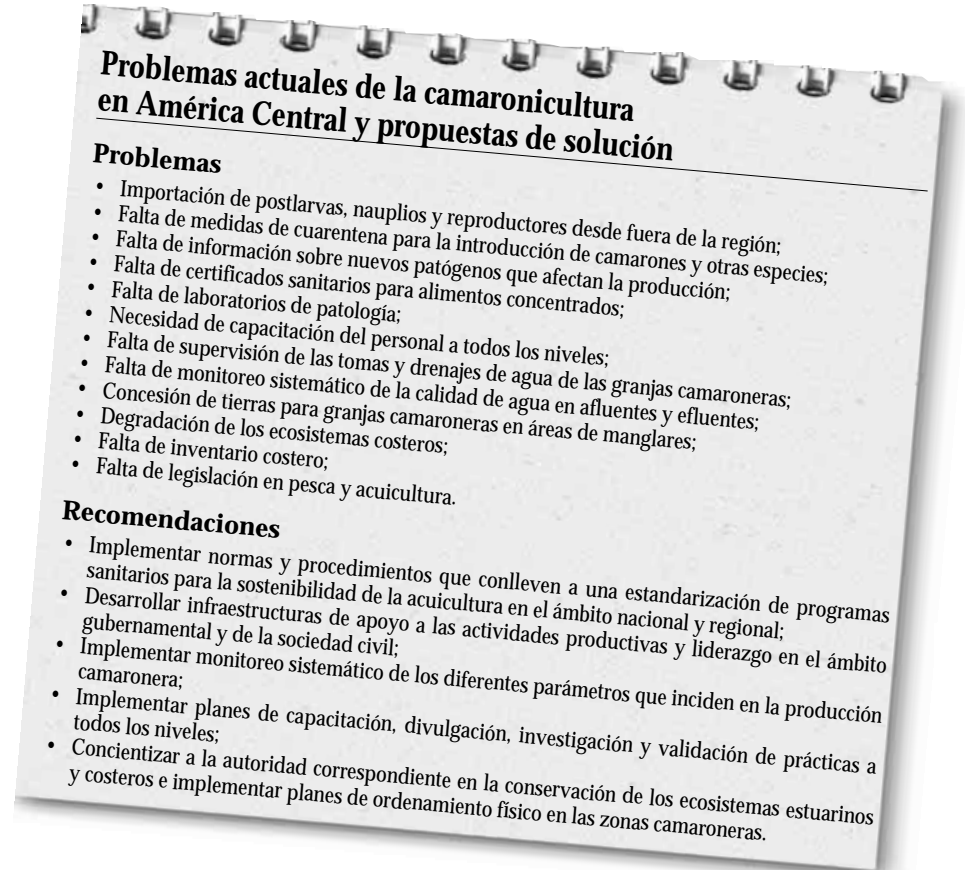 Problemas actuales de la camaronicultura
en América Central y propuestas de solución
Problemas
• Importación de postlarvas, nauplios y reproductores desde fuera de la región;
• Falta de medidas de cuarentena para la introducción de camarones y otras especies;
• Falta de información sobre nuevos patógenos que afectan la producción;
• Falta de certificados sanitarios para alimentos concentrados;
• Falta de laboratorios de patología;
• Necesidad de capacitación del personal a todos los niveles;
• Falta de supervisión de las tomas y drenajes de agua de las granjas camaroneras;
• Falta de monitoreo sistemático de la calidad de agua en afluentes y efluentes;
• Concesión de tierras para granjas camaroneras en áreas de manglares;
• Degradación de los ecosistemas costeros;
• Falta de inventario costero;
• Falta de legislación en pesca y acuicultura.
Recomendaciones
• Implementar normas y procedimientos que conlleven a una estandarización de programas
sanitarios para la sostenibilidad de la acuicultura en el ámbito nacional y regional;
• Desarrollar infraestructuras de apoyo a las actividades productivas y liderazgo en el ámbito
gubernamental y de la sociedad civil;
• Implementar monitoreo sistemático de los diferentes parámetros que inciden en la producción
camaronera;
• Implementar planes de capacitación, divulgación, investigación y validación de prácticas a
todos los niveles;
• Concientizar a la autoridad correspondiente en la conservación de los ecosistemas estuarinos
y costeros e implementar planes de ordenamiento físico en las zonas camaroneras.